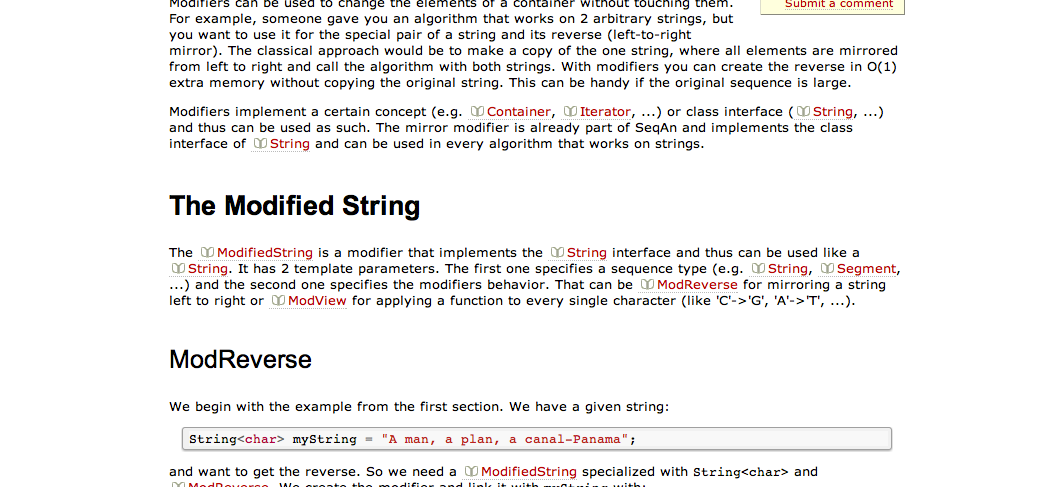 Modifiers can be used to change the elements of a container without touching them.
Submit a comment
For example, someone gave you an algorithm that works on 2 arbitrary strings, but
you want to use it for the special pair of a string and its reverse (left-to-right
mirror). The classical approach would be to make a copy of the one string, where all elements are mirrored
from left to right and call the algorithm with both strings. With modifiers you can create the reverse in O(1)
extra memory without copying the original string. This can be handy if the original sequence is large.
Modifiers implement a certain concept (e.g. Container, Iterator, ...) or class interface ( String, ...)
and thus can be used as such. The mirror modifier is already part of SeqAn and implements the class
interface of String and can be used in every algorithm that works on strings.
The Modified String
The ModifiedString is a modifier that implements the String interface and thus can be used like a
String. It has 2 template parameters. The first one specifies a sequence type (e.g. String, Segment,
...) and the second one specifies the modifiers behavior. That can be ModReverse for mirroring a string
left to right or ModView for applying a function to every single character (like 'C'->'G', 'A'->'T', ...).
ModReverse
We begin with the example from the first section. We have a given string:
String<char> myString = "A man, a plan, a canal-Panama";
and want to get the reverse. So we need a ModifiedString specialized with String<char> and
ModReverse. We create the modifier and link it with myString with: